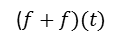 (f + f)(t)